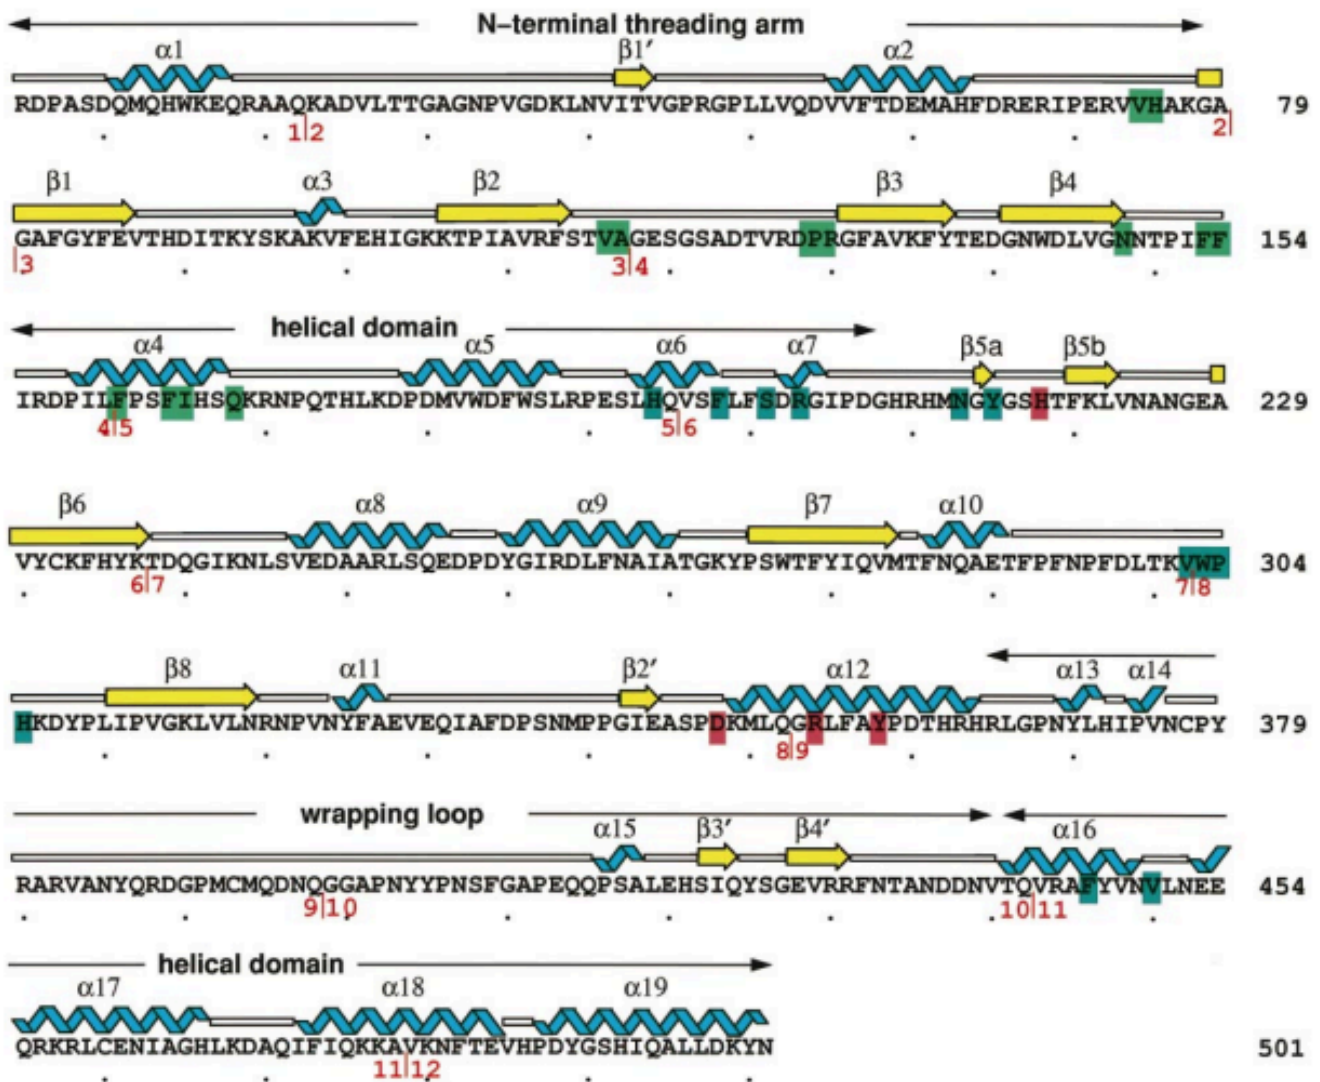 N-terminal threading arm
α1 β1′ α2
RDPASDQMQHWKEQRAAQKADVLTTGAGNPVGDKLNVITVGPRGPLLVQDVVFTDEMAHFDRERIPERVVHAKGA 79
1|2 2|
β1 α3 β2 β3 β4
GAFGYFEVTHDITKYSKAKVFEHIGKKTPIAVRFSTVAGESGSADTVRDPRGFAVKFYTEDGNWDLVGNNTPIFF 154
|3 3|4
helical domain
α4 α5 α6 α7 β5a β5b
IRDPILFPSFIHSQKRNPQTHLKDPDMVWDFWSLRPESLHQVSFLFSDRGIPDGHRHMNGYGSHTFKLVNANGEA 229
4|5 5|6
β6 α8 α9 β7 α10
VYCKFHYKTDQGIKNLSVEDAARLSQEDPDYGIRDLFNAIATGKYPSWTFYIQVMTFNQAETFPFNPFDLTKVWP 304
6|7 7|8
β8 α11 β2′ α12 α13 α14
HKDYPLIPVGKLVLNRNPVNYFAEVEQIAFDPSNMPPGIEASPDKMLQGRLFAYPDTHRHRLGPNYLHIPVNCPY 379
8|9
wrapping loop
α15 β3′ β4′ α16
RARVANYQRDGPMCMQDNQGGAPNYYPNSFGAPEQQPSALEHSIQYSGEVRRFNTANDDNVTQVRAFYVNVLNEE 454
9|10 10|11
helical domain
α17 α18 α19
QRKRLCENIAGHLKDAQIFIQKKAVKNFTEVHPDYGSHIQALLDKYN 501
11|12